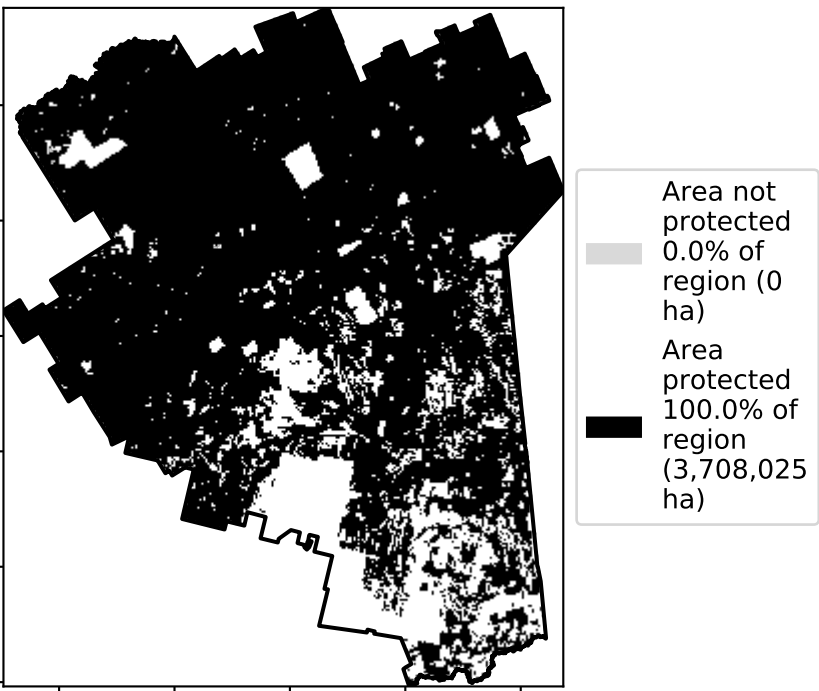 Area not
protected
0.0% of
region (0
ha)
Area
protected
100.0% of
region
(3,708,025
ha)